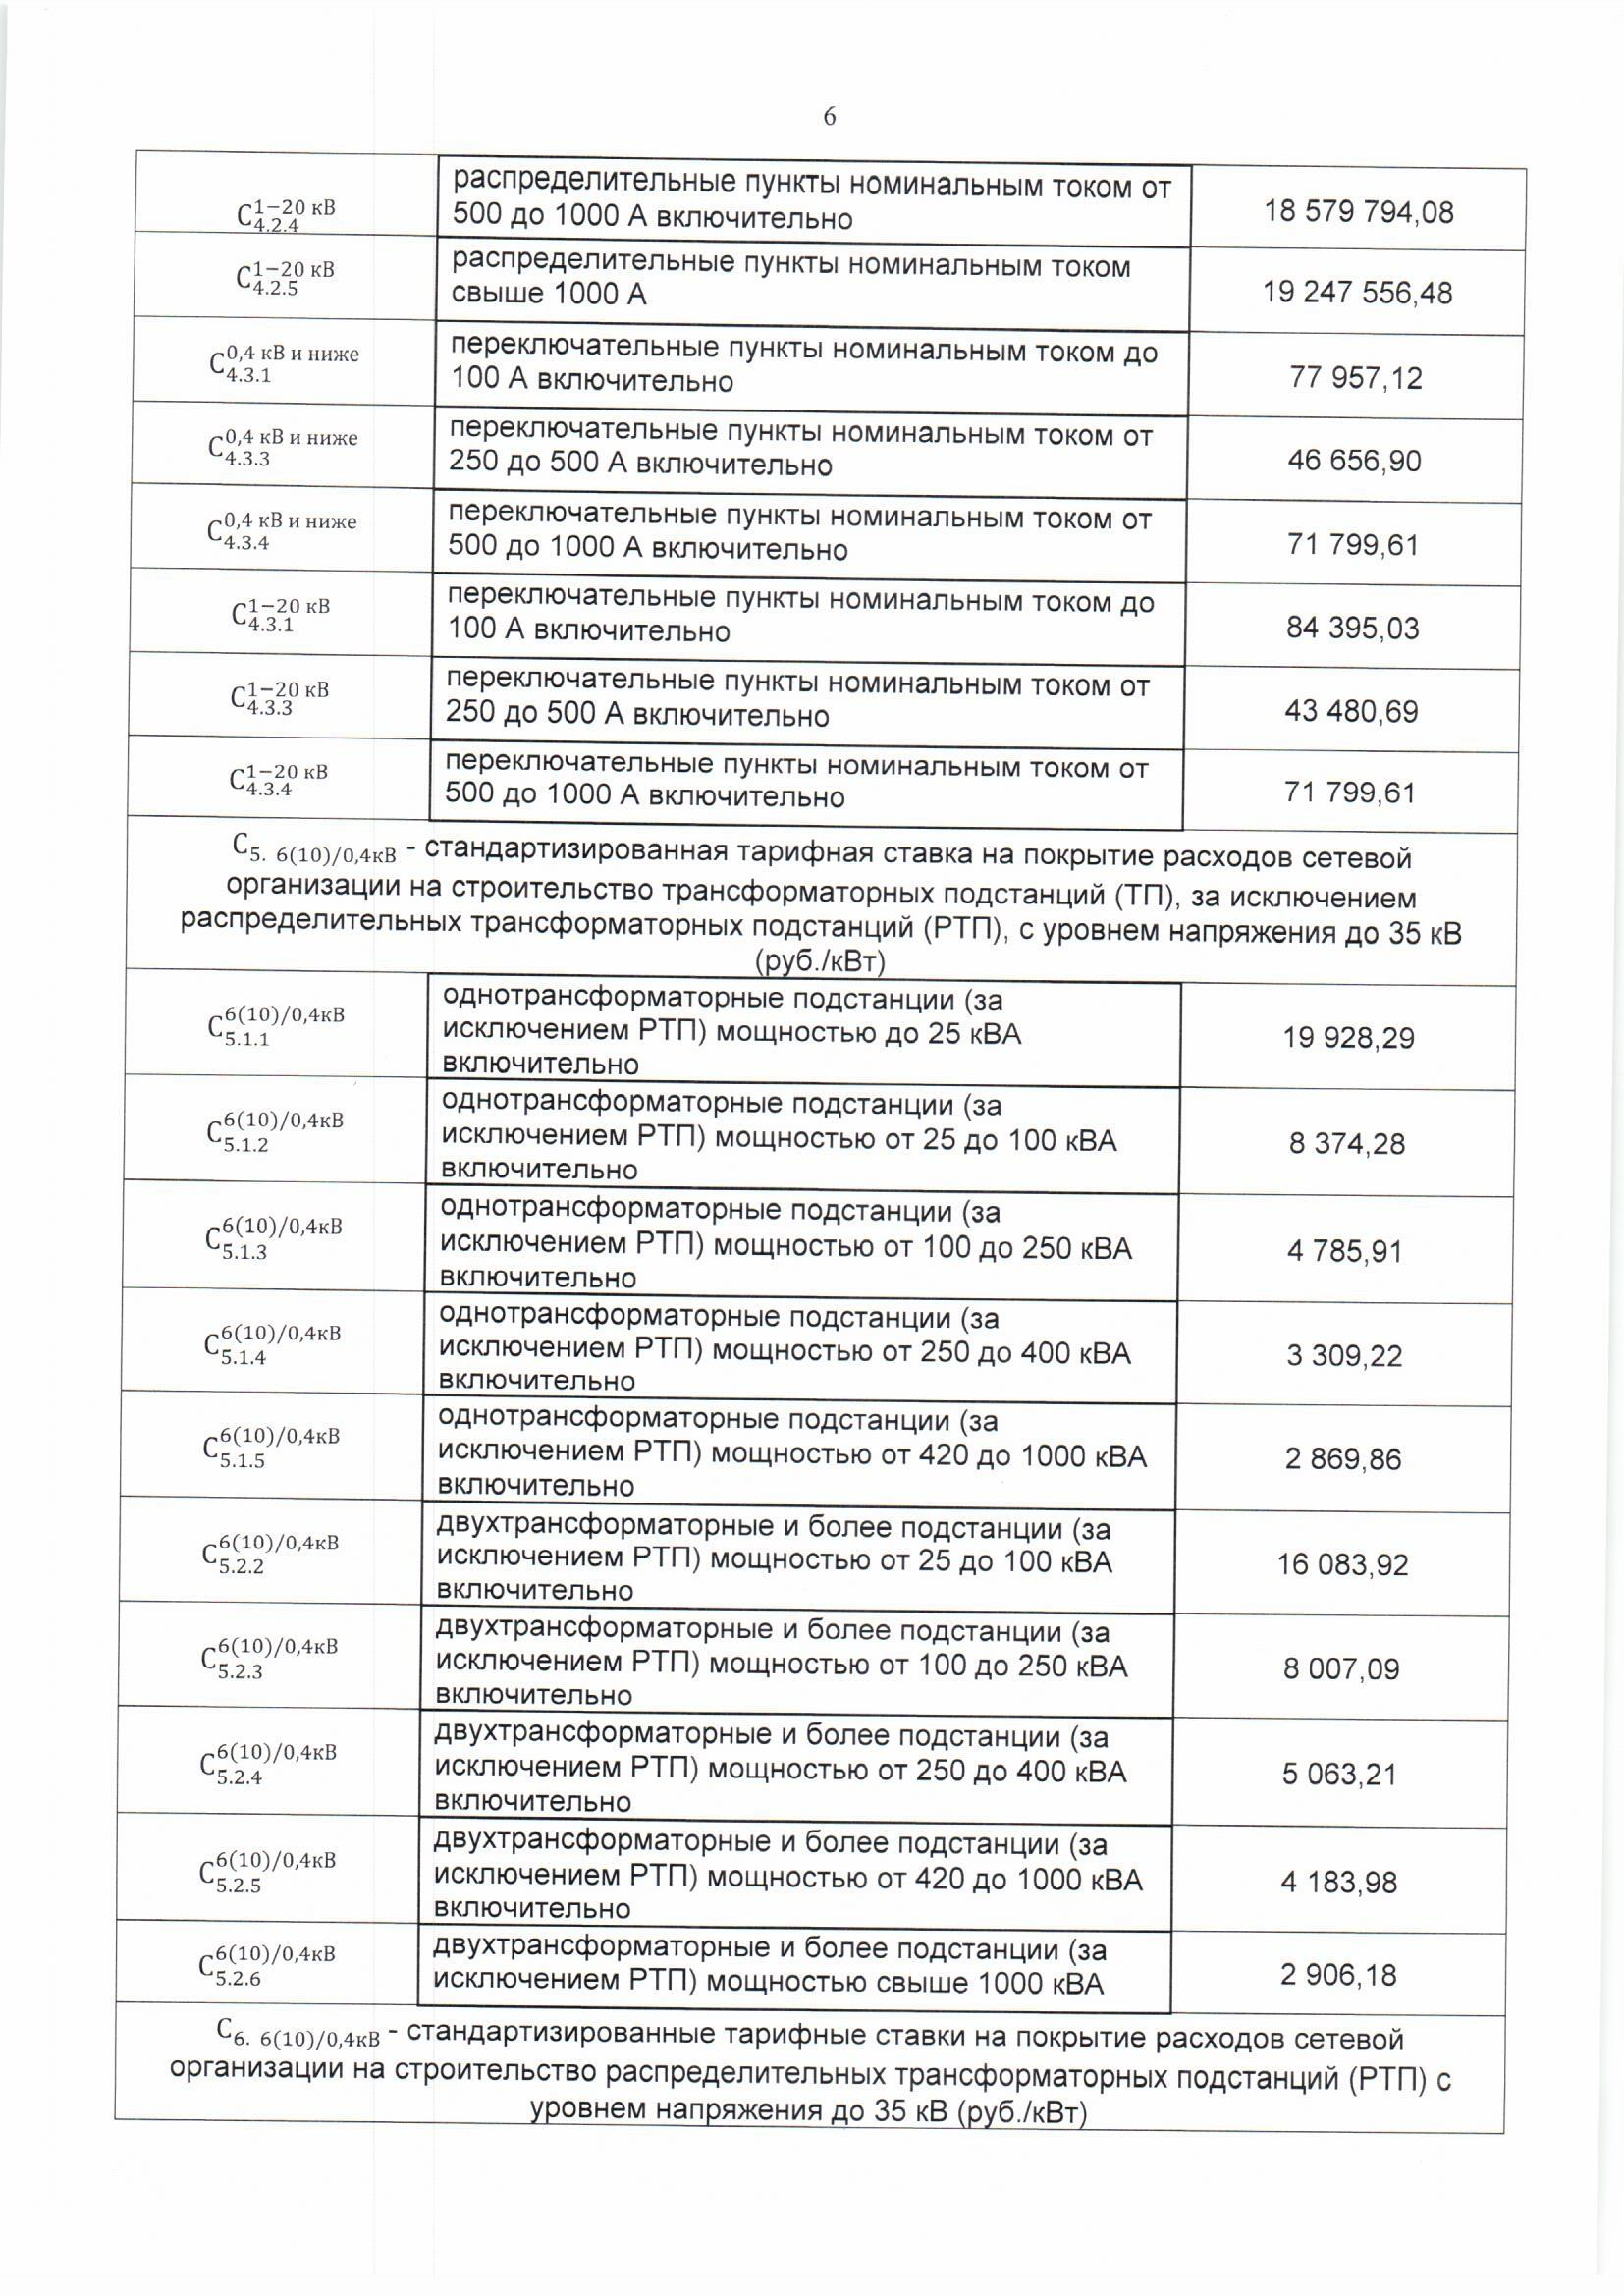 6
C 1−20 кВ 4.2.4
распределительные пункты номинальным током от
500 до 1000 А включительно
18 579 794,08
C 1−20 кВ 4.2.5
распределительные пункты номинальным током
свыше 1000 А
19 247 556,48
C 0,4 кВ и ниже 4.3.1
переключательные пункты номинальным током до
100 А включительно
77 957,12
C 0,4 кВ и ниже 4.3.3
переключательные пункты номинальным током от
250 до 500 А включительно
46 656,90
C 0,4 кВ и ниже 4.3.4
переключательные пункты номинальным током от
500 до 1000 А включительно
71 799,61
C 1−20 кВ 4.3.1
переключательные пункты номинальным током до
100 А включительно
84 395,03
C 1−20 кВ 4.3.3
переключательные пункты номинальным током от
250 до 500 А включительно
43 480,69
C 1−20 кВ 4.3.4
переключательные пункты номинальным током от
500 до 1000 А включительно
71 799,61
C5. 6(10)/0,4кВ - стандартизированная тарифная ставка на покрытие расходов сетевой
организации на строительство трансформаторных подстанций (ТП), за исключением
распределительных трансформаторных подстанций (РТП), с уровнем напряжения до 35 кВ
(руб./кВт)
C 6(10)/0,4кВ 5.1.1
однотрансформаторные подстанции (за
исключением РТП) мощностью до 25 кВА
включительно
19 928,29
C 6(10)/0,4кВ 5.1.2
однотрансформаторные подстанции (за
исключением РТП) мощностью от 25 до 100 кВА
включительно
8 374,28
C 6(10)/0,4кВ 5.1.3
однотрансформаторные подстанции (за
исключением РТП) мощностью от 100 до 250 кВА
включительно
4 785,91
C 6(10)/0,4кВ 5.1.4
однотрансформаторные подстанции (за
исключением РТП) мощностью от 250 до 400 кВА
включительно
3 309,22
C 6(10)/0,4кВ 5.1.5
однотрансформаторные подстанции (за
исключением РТП) мощностью от 420 до 1000 кВА
включительно
2 869,86
C 6(10)/0,4кВ 5.2.2
двухтрансформаторные и более подстанции (за
исключением РТП) мощностью от 25 до 100 кВА
включительно
16 083,92
C 6(10)/0,4кВ 5.2.3
двухтрансформаторные и более подстанции (за
исключением РТП) мощностью от 100 до 250 кВА
включительно
8 007,09
C 6(10)/0,4кВ 5.2.4
двухтрансформаторные и более подстанции (за
исключением РТП) мощностью от 250 до 400 кВА
включительно
5 063,21
C 6(10)/0,4кВ 5.2.5
двухтрансформаторные и более подстанции (за
исключением РТП) мощностью от 420 до 1000 кВА
включительно
4 183,98
C 6(10)/0,4кВ 5.2.6
двухтрансформаторные и более подстанции (за
исключением РТП) мощностью свыше 1000 кВА
2 906,18
C6. 6(10)/0,4кВ - стандартизированные тарифные ставки на покрытие расходов сетевой
организации на строительство распределительных трансформаторных подстанций (РТП) с
уровнем напряжения до 35 кВ (руб./кВт)